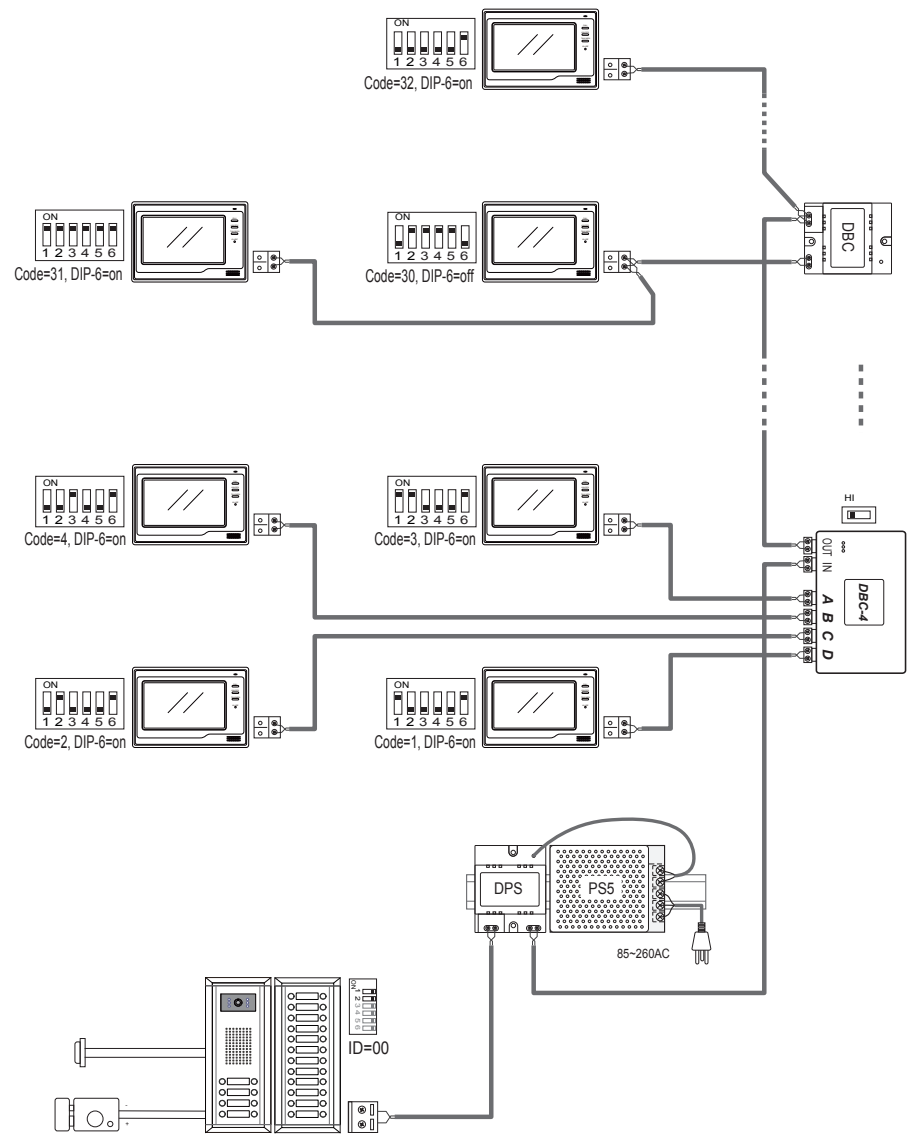 ON
1 2 3 4 5 6
Code=32, DIP-6=on
ON
1 2 3 4 5 6
Code=31, DIP-6=on
ON
1 2 3 4 5 6
Code=30, DIP-6=off
DBC
ON
1 2 3 4 5 6
Code=4, DIP-6=on
ON
1 2 3 4 5 6
Code=3, DIP-6=on
HI
OUT
IN
A
B
C
D
DBC-4
ON
1 2 3 4 5 6
Code=2, DIP-6=on
ON
1 2 3 4 5 6
Code=1, DIP-6=on
DPS
PS5
85~260AC
ON
1 2 3 4 5 6
ID=00
-
+